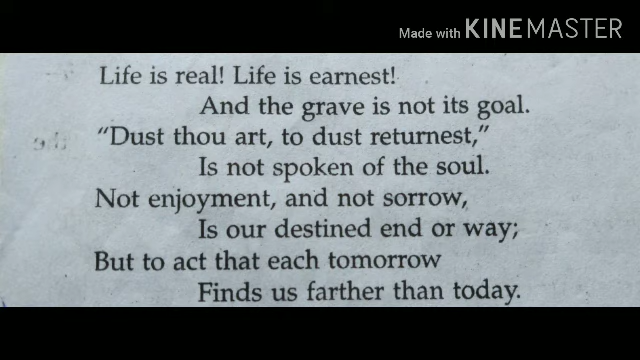 Made with KINEMASTER
Life is real! Life is earnest!
And the grave is not its goal.
"Dust thou art, to dust returnest,"
Is not spoken of the soul.
Not enjoyment, and not sorrow,
Is our destined end or way;
But to act that each tomorrow
Finds us farther than today.